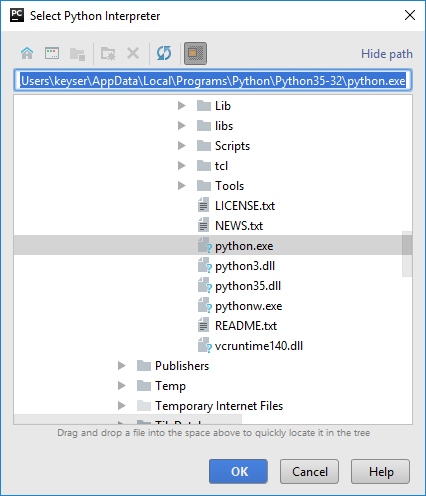 PC
Select Python Interpreter
Hide path
Users\keyser\AppData\Local\Programs\Python\Python35-32\python.exe
Lib
libs
Scripts
tcl
Tools
LICENSE.txt
NEWS.txt
python.exe
python3.dll
python35.dll
pythonw.exe
README.txt
vcruntime140.dll
Publishers
Temp
Temporary Internet Files
Drag and drop a file into the space above to quickly locate it in the tree
OK
Cancel
Help